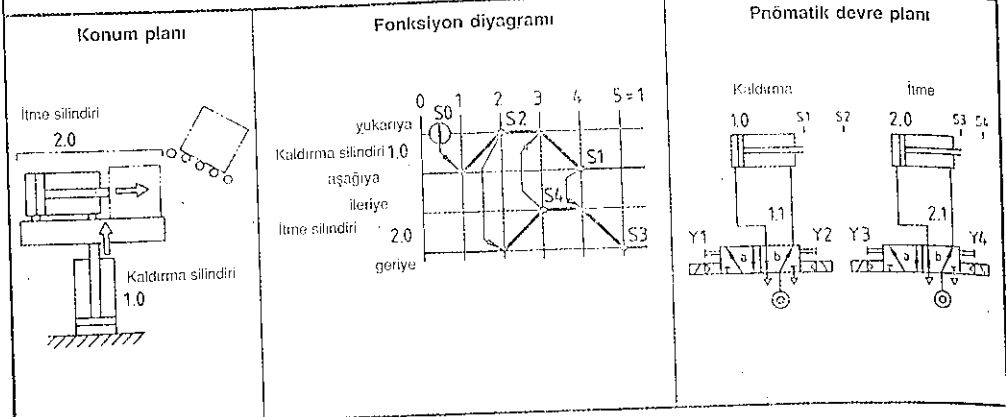 Konum planı
İtme silindiri
2.0
Kaldırma silindiri
1.0
Fonksiyon diyagramı
0 1 2 3 4 5=1
S0
S2
yukarıya
Kaldırma silindiri 1.0
S1
aşağıya
ileriye
S4
İtme silindiri
2.0
S3
geriye
Pnömatik devre planı
Kaldırma
İtme
1.0
S1
S2
2.0
S3
S4
1.1
2.1
Y1
a
b
Y2
Y3
a
b
Y4